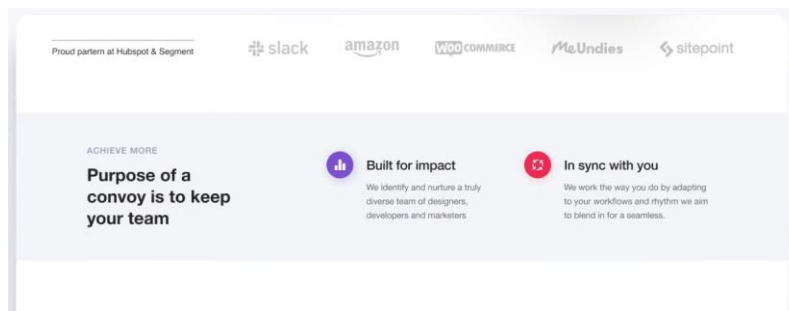 Proud partern at Hubspot & Segment
slack
amazon
WOO COMMERCE
MeUndies
sitepoint
ACHIEVE MORE
Purpose of a
convoy is to keep
your team
Built for impact
We identify and nurture a truly
diverse team of designers,
developers and marketers
In sync with you
We work the way you do by adapting
to your workflows and rhythm we aim
to blend in for a seamless.